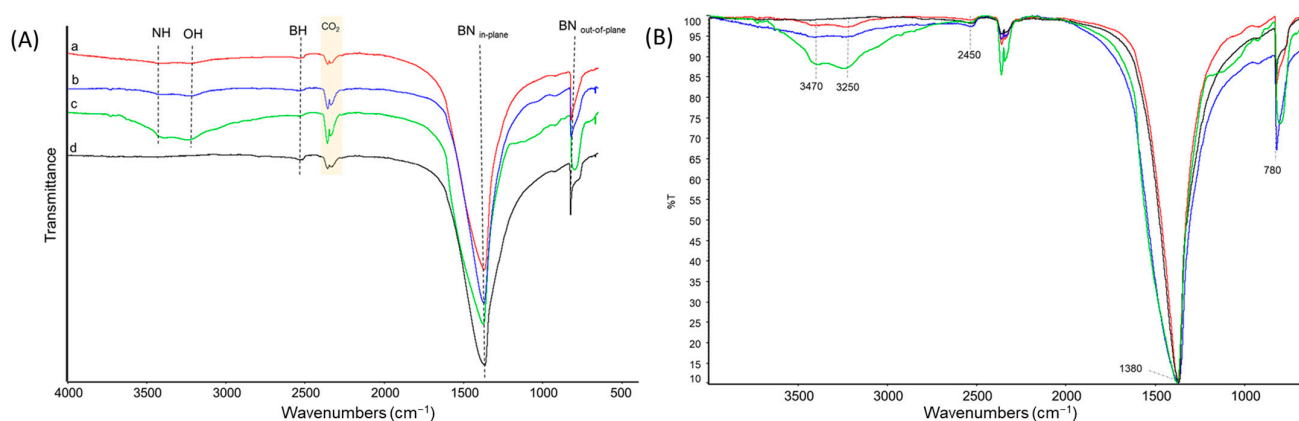 (A)
NH OH BH CO₂ BN in-plane BN out-of-plane
a
b
c
d
Transmittance
4000 3500 3000 2500 2000 1500 1000 500
Wavenumbers (cm⁻¹)
(B)
100
95
90
85
80
75
70
65
60
55
50
45
40
35
30
25
20
15
10
%T
3470 3250 2450 1380 780
3500 3000 2500 2000 1500 1000
Wavenumbers (cm⁻¹)